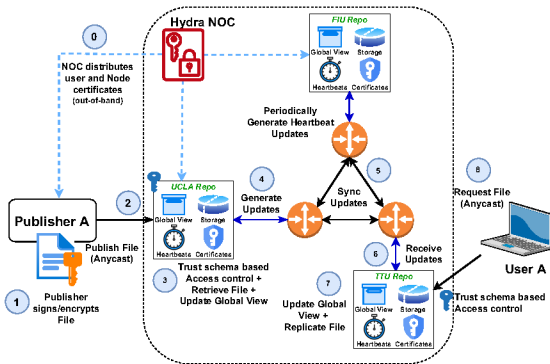 Hydra NOC
0
NOC distributes
user and Node
certificates
(out-of-band)
FIU Repo
Global View
Storage
Heartbeats
Certificates
Periodically
Generate Heartbeat
Updates
2
Publisher A
Publish File
(Anycast)
1
Publisher
signs/encrypts
File
UCLA Repo
Global View
Storage
Heartbeats
Certificates
3
Trust schema based
Access control +
Retrieve File +
Update Global View
4
Generate
Updates
5
Sync
Updates
6
Receive
Updates
7
Update Global
View +
Replicate File
TTU Repo
Global View
Storage
Heartbeats
Certificates
8
Request File
(Anycast)
User A
Trust schema based
Access control